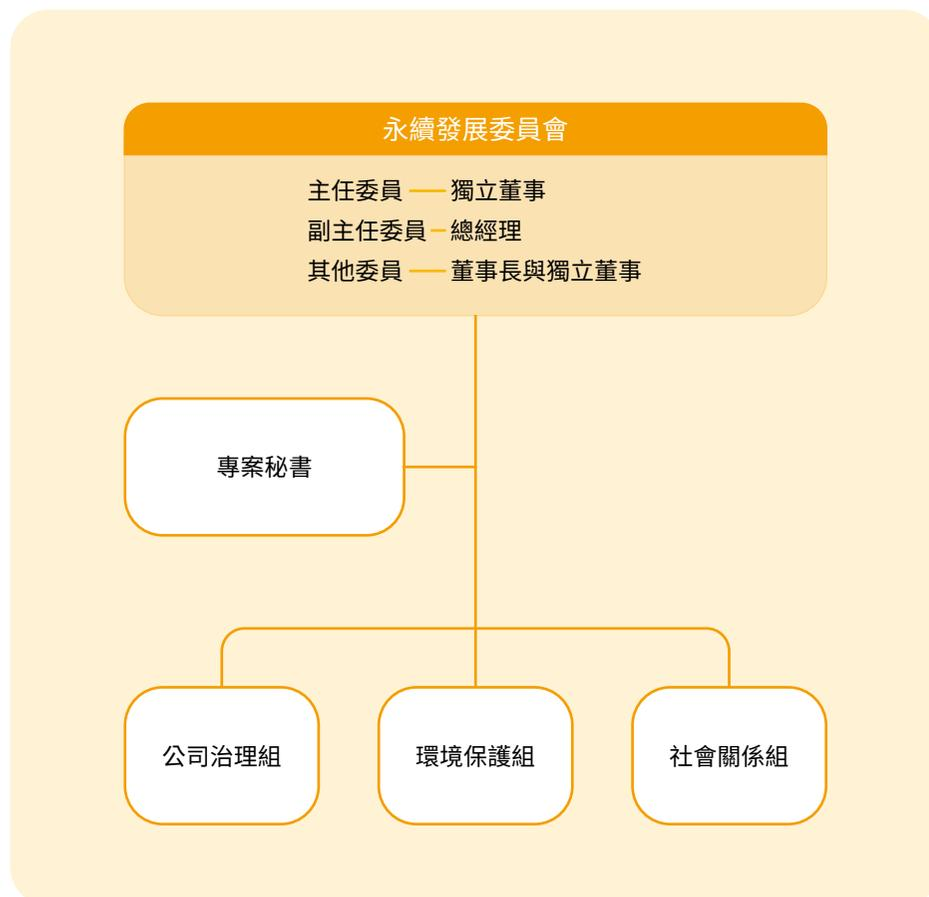 永續發展委員會
主任委員 — 獨立董事
副主任委員 — 總經理
其他委員 — 董事長與獨立董事
專案秘書
公司治理組
環境保護組
社會關係組